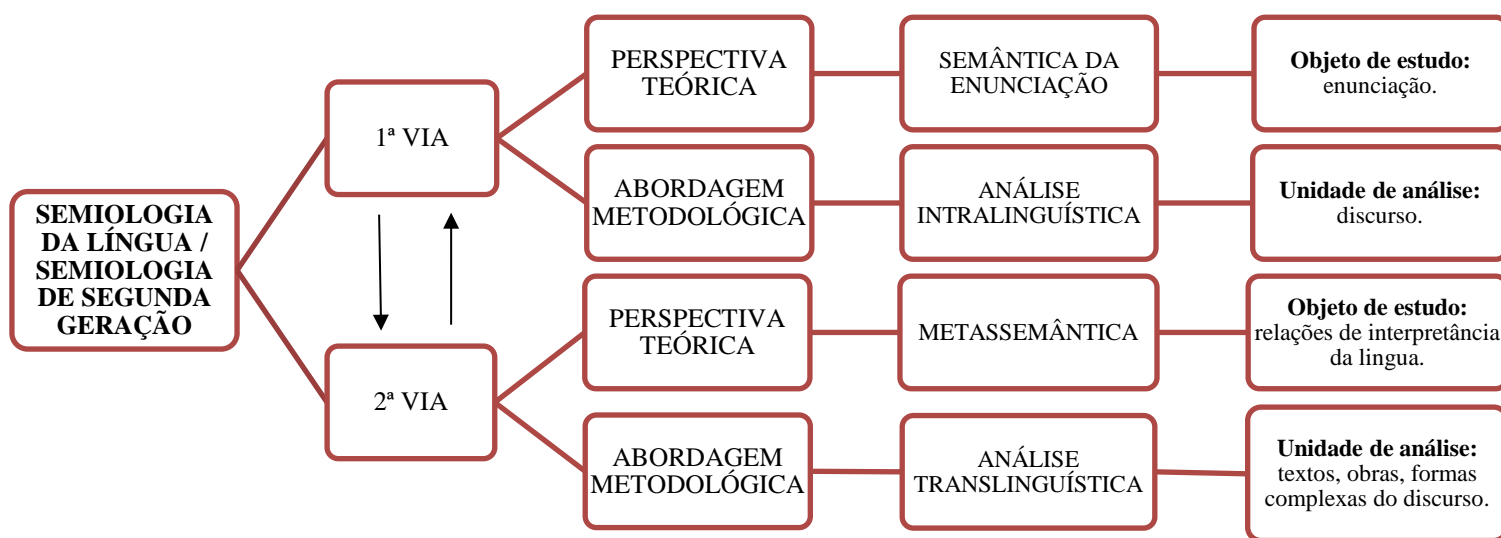 SEMIOLOGIA
DA LÍNGUA /
SEMIOLOGIA
DE SEGUNDA
GERAÇÃO
1ª VIA
PERSPECTIVA
TEÓRICA
SEMÂNTICA DA
ENUNCIAÇÃO
Objeto de estudo:
enunciação.
ABORDAGEM
METODOLÓGICA
ANÁLISE
INTRALINGUÍSTICA
Unidade de análise:
discurso.
2ª VIA
PERSPECTIVA
TEÓRICA
METASSEMÂNTICA
Objeto de estudo:
relações de interpretância
da lingua.
ABORDAGEM
METODOLÓGICA
ANÁLISE
TRANSLINGUÍSTICA
Unidade de análise:
textos, obras, formas
complexas do discurso.